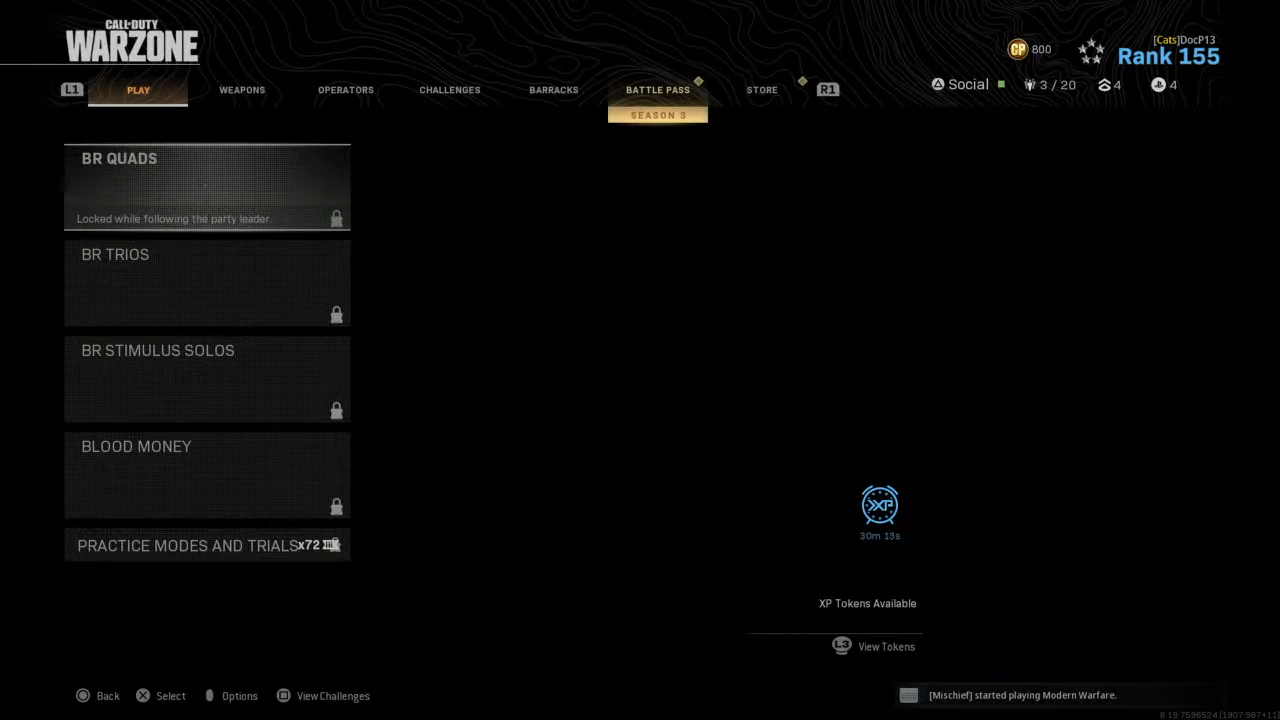 CALL OF DUTY
WARZONE
CP 800
[Cats]DocP13
Rank 155
L1
PLAY
WEAPONS
OPERATORS
CHALLENGES
BARRACKS
BATTLE PASS
STORE
R1
Social
3 / 20
4
4
SEASON 3
BR QUADS
Locked while following the party leader.
BR TRIOS
BR STIMULUS SOLOS
BLOOD MONEY
PRACTICE MODES AND TRIALS x72
XP
30m 13s
XP Tokens Available
L3 View Tokens
Back
Select
Options
View Challenges
[Mischief] started playing Modern Warfare.